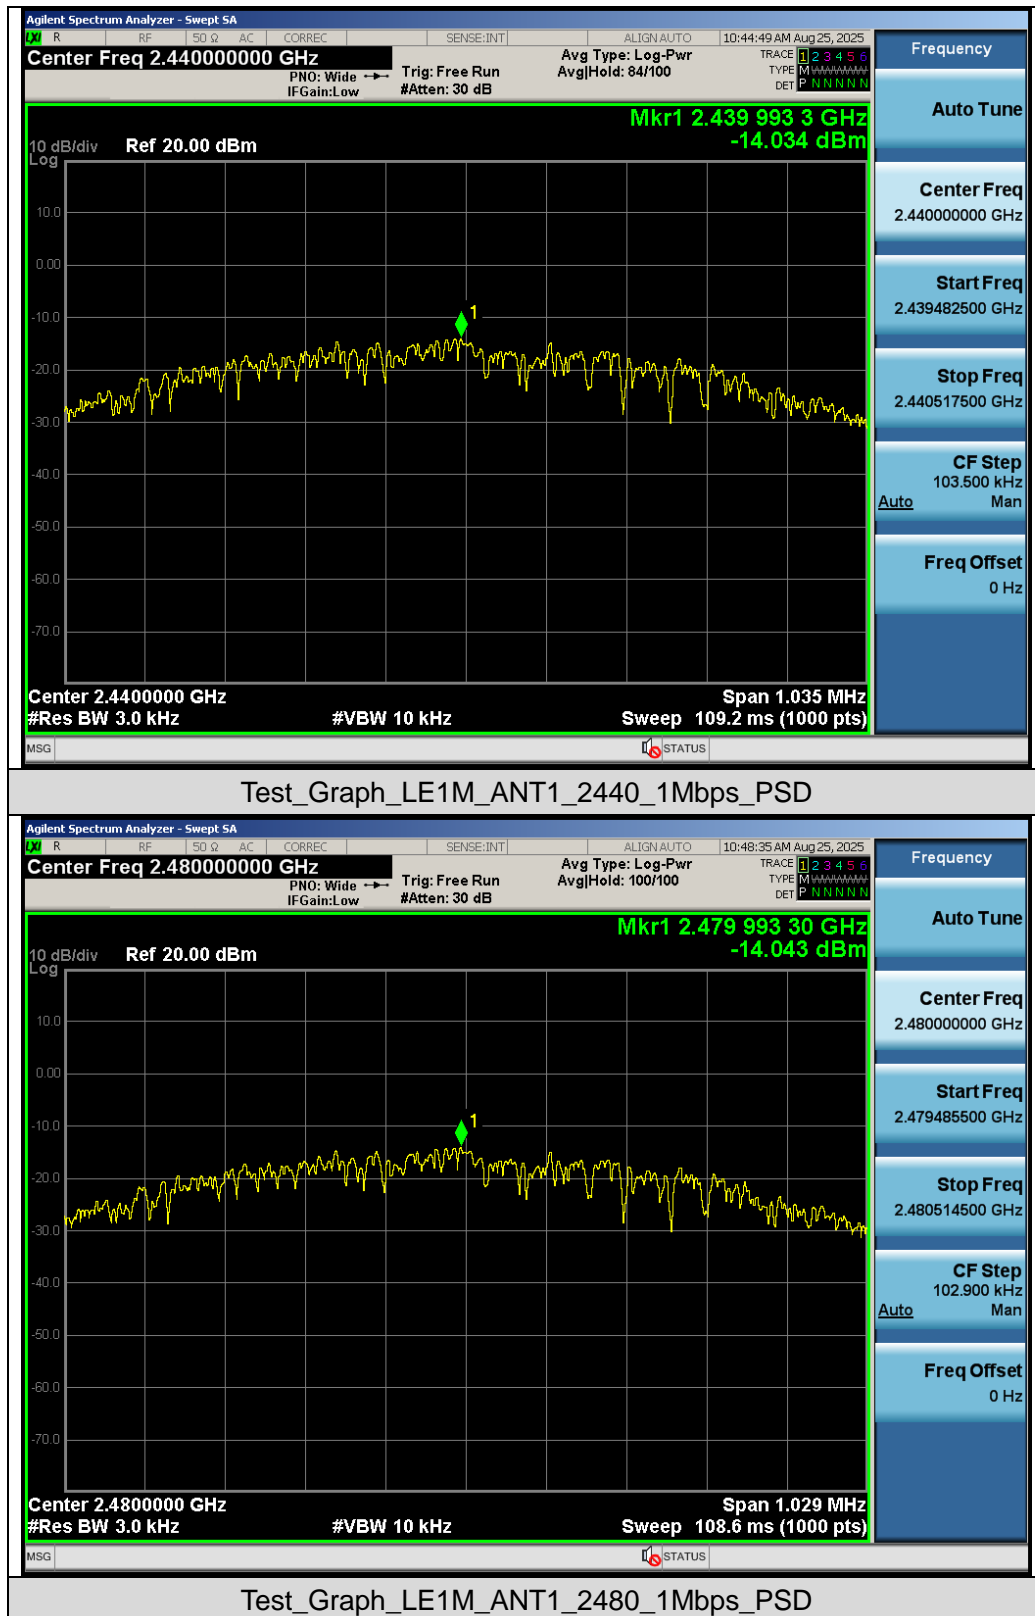 Agilent Spectrum Analyzer - Swept SA
LXI R RF 50 Ω AC CORREC SENSE:INT ALIGN AUTO 10:44:49 AM Aug 25, 2025
Center Freq 2.440000000 GHz
PNO: Wide
IFGain:Low
Trig: Free Run
#Atten: 30 dB
Avg Type: Log-Pwr
Avg|Hold: 84/100
TRACE 1 2 3 4 5 6
TYPE M WWWWW
DET P N N N N N
Mkr1 2.439 993 3 GHz
-14.034 dBm
10 dB/div Ref 20.00 dBm
Log
10.0
0.00
1
-10.0
-20.0
-30.0
-40.0
-50.0
-60.0
-70.0
Center 2.4400000 GHz Span 1.035 MHz
#Res BW 3.0 kHz #VBW 10 kHz Sweep 109.2 ms (1000 pts)
MSG STATUS
Frequency
Auto Tune
Center Freq
2.440000000 GHz
Start Freq
2.439482500 GHz
Stop Freq
2.440517500 GHz
CF Step
103.500 kHz
Auto Man
Freq Offset
0 Hz
Test_Graph_LE1M_ANT1_2440_1Mbps_PSD
Agilent Spectrum Analyzer - Swept SA
LXI R RF 50 Ω AC CORREC SENSE:INT ALIGN AUTO 10:48:35 AM Aug 25, 2025
Center Freq 2.480000000 GHz
PNO: Wide
IFGain:Low
Trig: Free Run
#Atten: 30 dB
Avg Type: Log-Pwr
Avg|Hold: 100/100
TRACE 1 2 3 4 5 6
TYPE M WWWWW
DET P N N N N N
Mkr1 2.479 993 30 GHz
-14.043 dBm
10 dB/div Ref 20.00 dBm
Log
10.0
0.00
1
-10.0
-20.0
-30.0
-40.0
-50.0
-60.0
-70.0
Center 2.4800000 GHz Span 1.029 MHz
#Res BW 3.0 kHz #VBW 10 kHz Sweep 108.6 ms (1000 pts)
MSG STATUS
Frequency
Auto Tune
Center Freq
2.480000000 GHz
Start Freq
2.479485500 GHz
Stop Freq
2.480514500 GHz
CF Step
102.900 kHz
Auto Man
Freq Offset
0 Hz
Test_Graph_LE1M_ANT1_2480_1Mbps_PSD